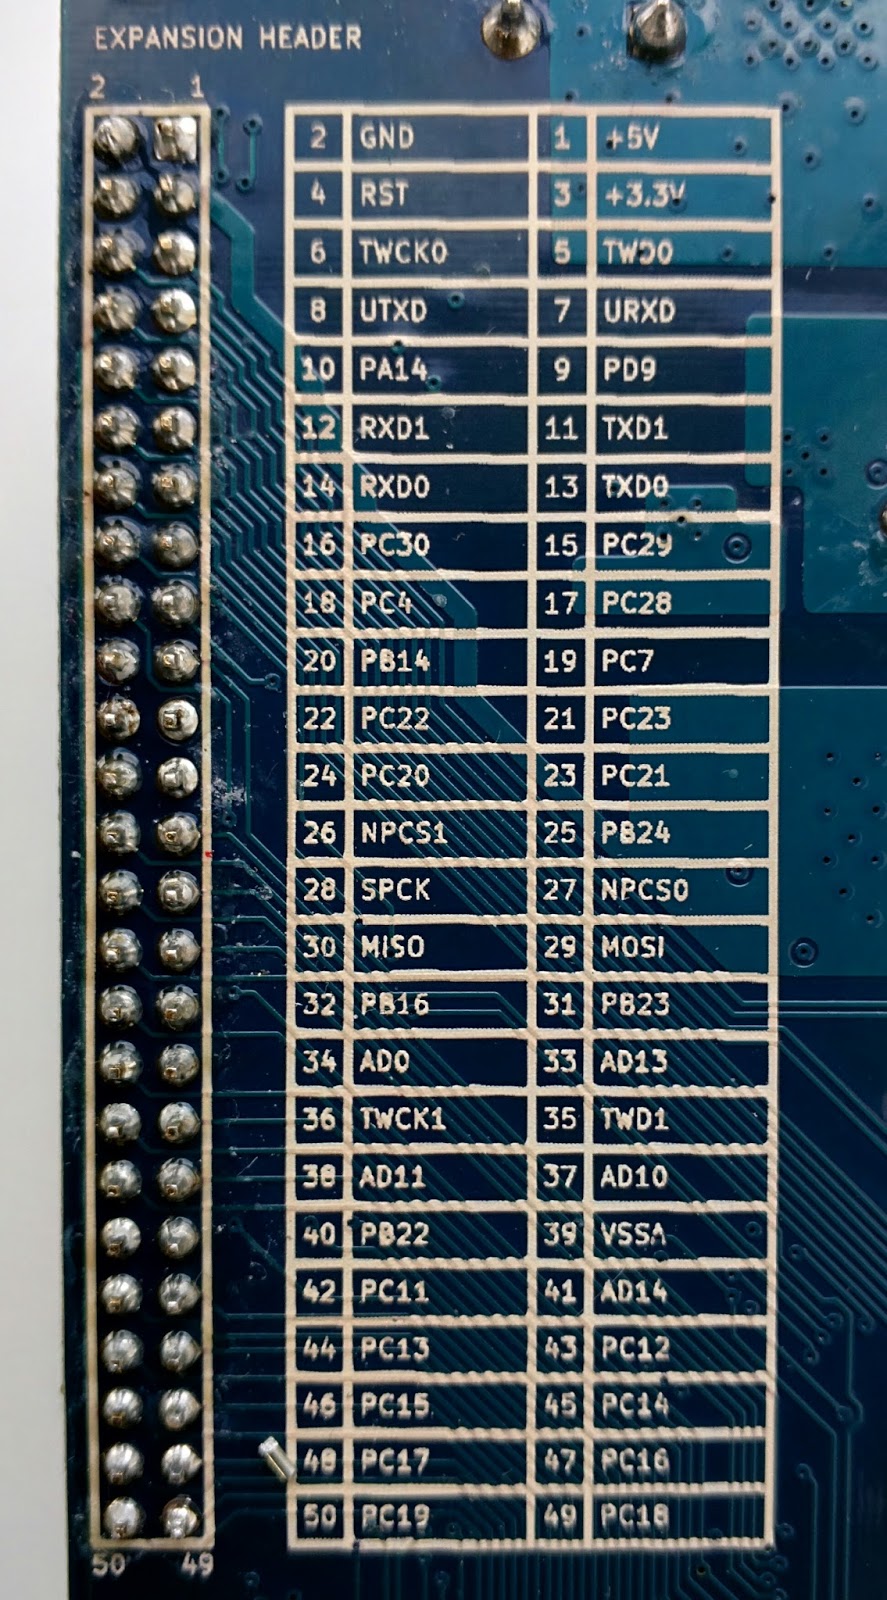 EXPANSION HEADER
2 1
2 GND 1 +5V
4 RST 3 +3.3V
6 TWCK0 5 TWD0
8 UTXD 7 URXD
10 PA14 9 PD9
12 RXD1 11 TXD1
14 RXD0 13 TXD0
16 PC30 15 PC29
18 PC4 17 PC28
20 PB14 19 PC7
22 PC22 21 PC23
24 PC20 23 PC21
26 NPCS1 25 PB24
28 SPCK 27 NPCS0
30 MISO 29 MOSI
32 PB16 31 PB23
34 AD0 33 AD13
36 TWCK1 35 TWD1
38 AD11 37 AD10
40 PB22 39 VSSA
42 PC11 41 AD14
44 PC13 43 PC12
46 PC15 45 PC14
48 PC17 47 PC16
50 PC19 49 PC18
50 49